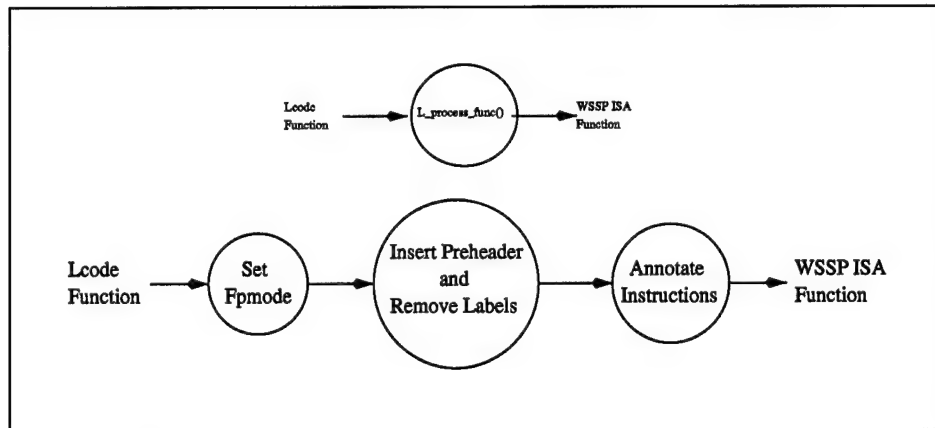 Lcode
Function
L_process_func()
WSSP ISA
Function
Lcode
Function
Set
Fpmode
Insert Preheader
and
Remove Labels
Annotate
Instructions
WSSP ISA
Function